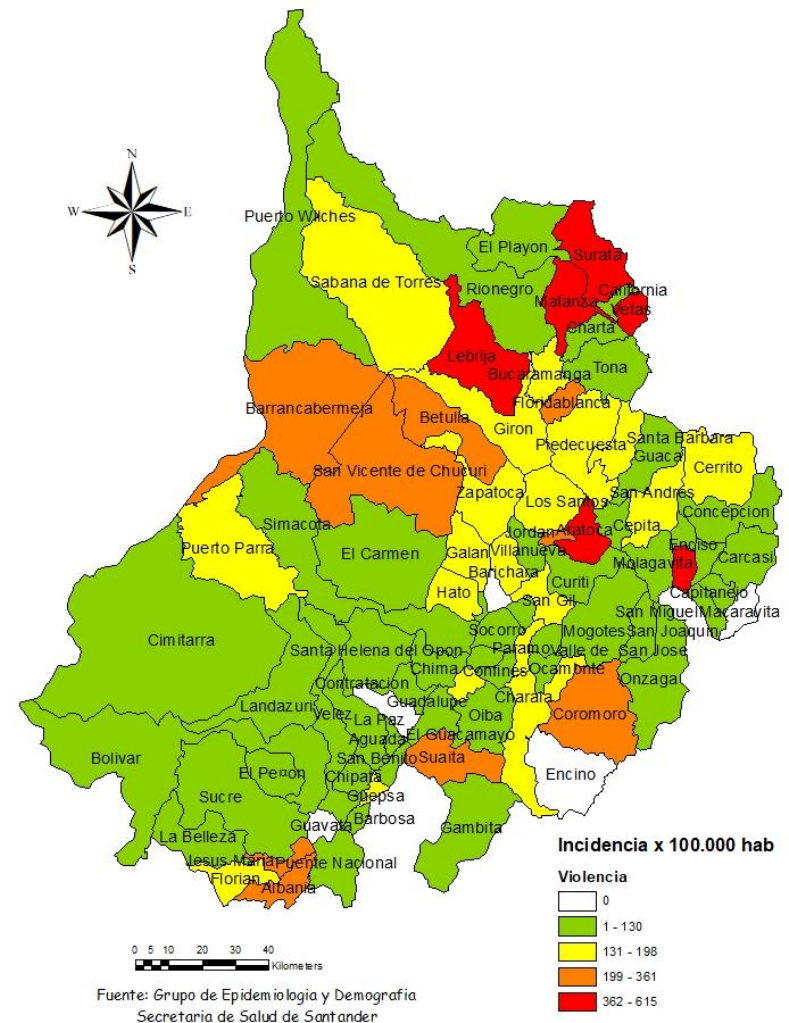 N
W
E
S
Puerto Wilches
El Playon
Surata
Sabana de Torres
Rionegro
California
Matanza
Vetas
Charta
Lebrija
Bucaramanga
Tona
Floridablanca
Barrancabermeja
Betulia
Giron
Piedecuesta
Santa Barbara
Guaca
Cerrito
San Vicente de Chucuri
Zapatoca
San Andres
Los Santos
Concepcion
Simacota
Jordan
Aratoca
Cepita
Puerto Parra
El Carmen
Galan
Villanueva
Enciso
Molagavita
Carcasi
Barichara
Curiti
Hato
San Gil
Capitanejo
San Miguel
Macaravita
Cimitarra
Socorro
Mogotes
San Joaquin
Santa Helena del Opon
Paramo
Valle de San Jose
Chima
Confines
Ocamonte
Onzaga
Contratacion
Guadalupe
Charala
Landazuri
Velez
La Paz
Oiba
Coromoro
Aguada
El Guacamayo
Bolivar
San Benito
Suaita
El Peñon
Chipata
Encino
Sucre
Güepsa
Guavata
Barbosa
Gambita
La Belleza
Jesus Maria
Puente Nacional
Florian
Albania
Incidencia x 100.000 hab
Violencia
0
1 - 130
131 - 198
199 - 361
362 - 615
0 5 10 20 30 40
Kilometers
Fuente: Grupo de Epidemiologia y Demografia
Secretaria de Salud de Santander